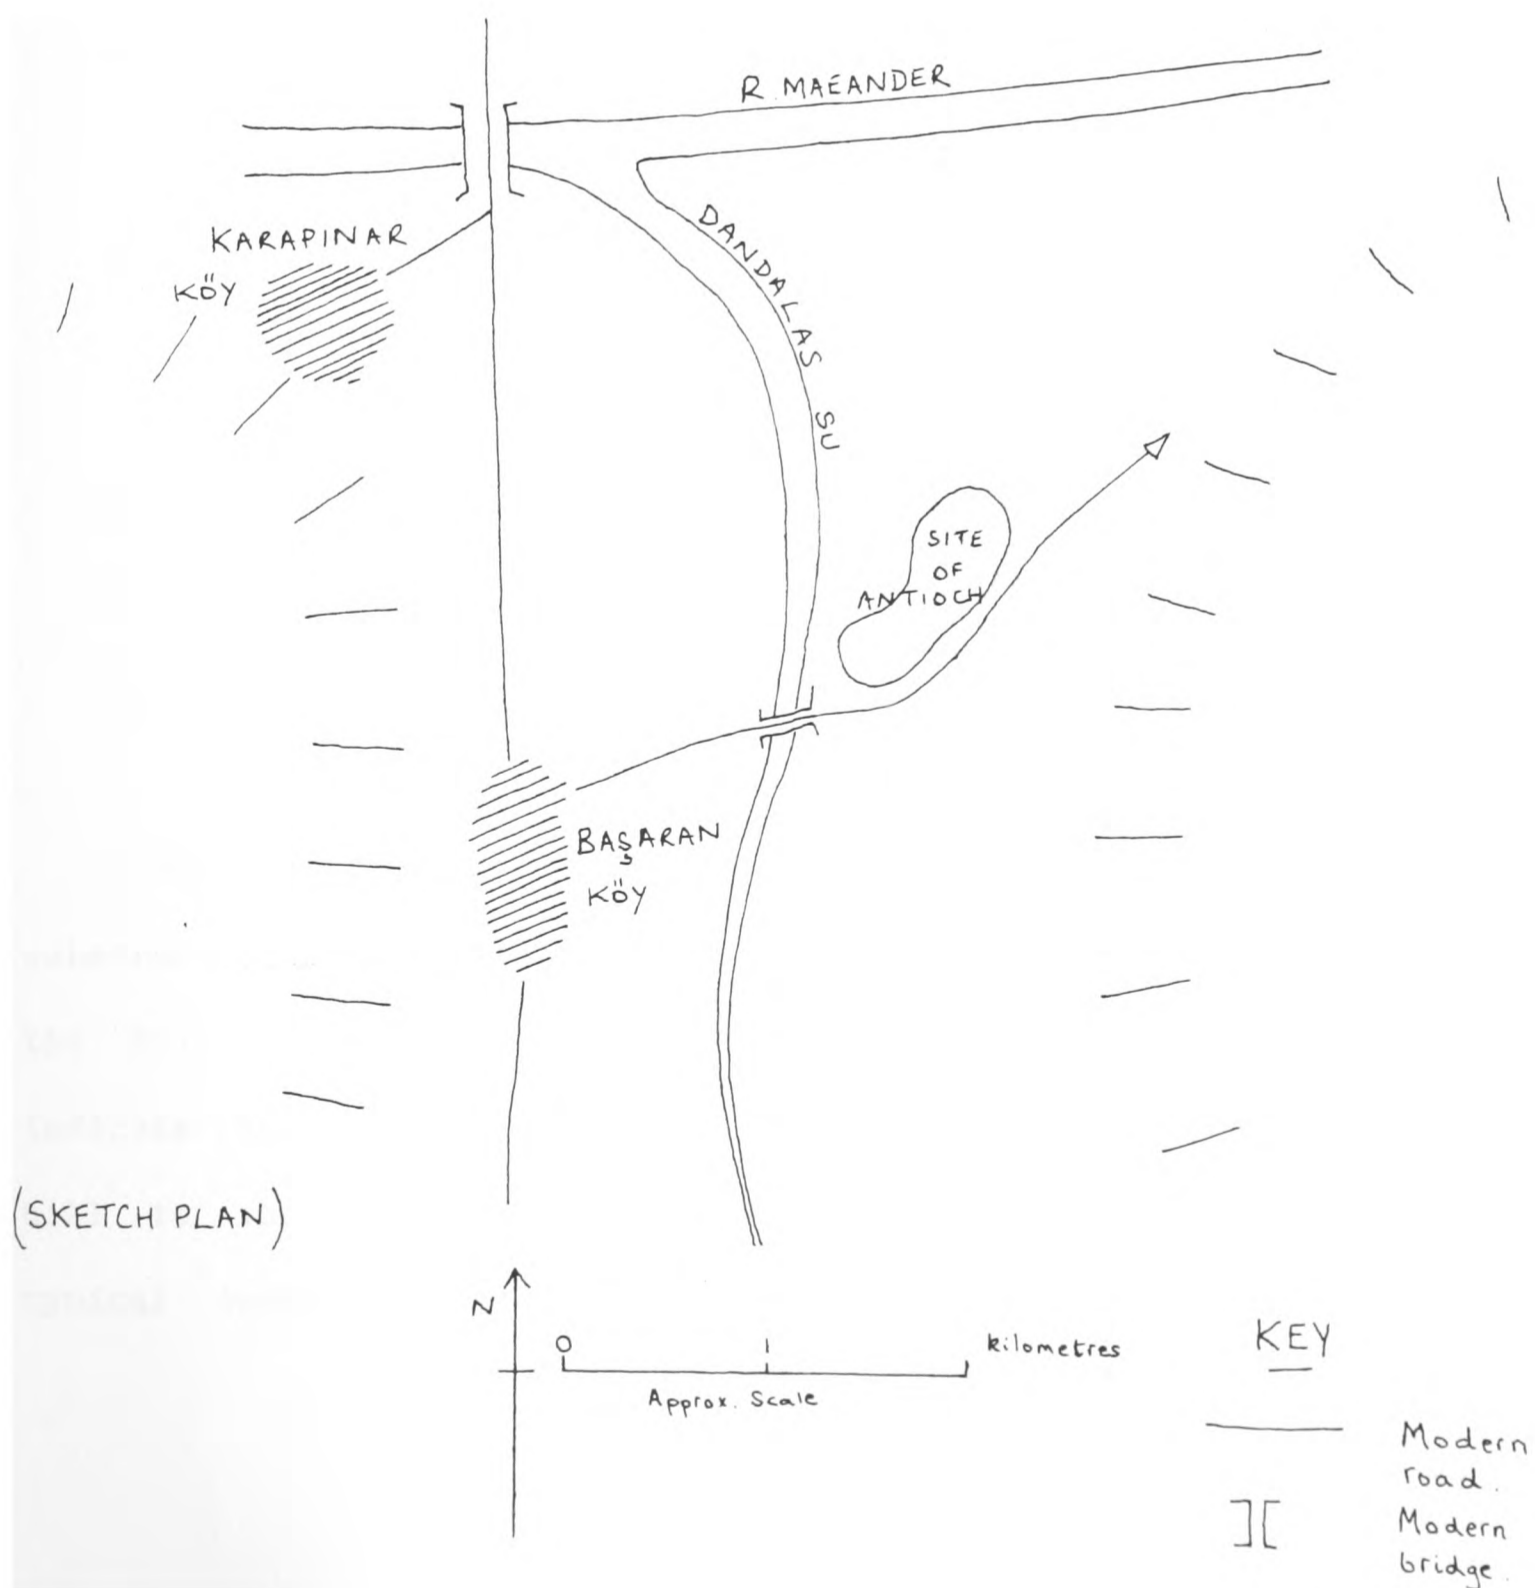 R. MAEANDER
KARAPINAR
KÖY
DANDALAS SU
SITE
OF
ANTIOCH
BAŞARAN
KÖY
(SKETCH PLAN)
N
0 1 kilometres
Approx. Scale
KEY
Modern
road.
Modern
bridge.